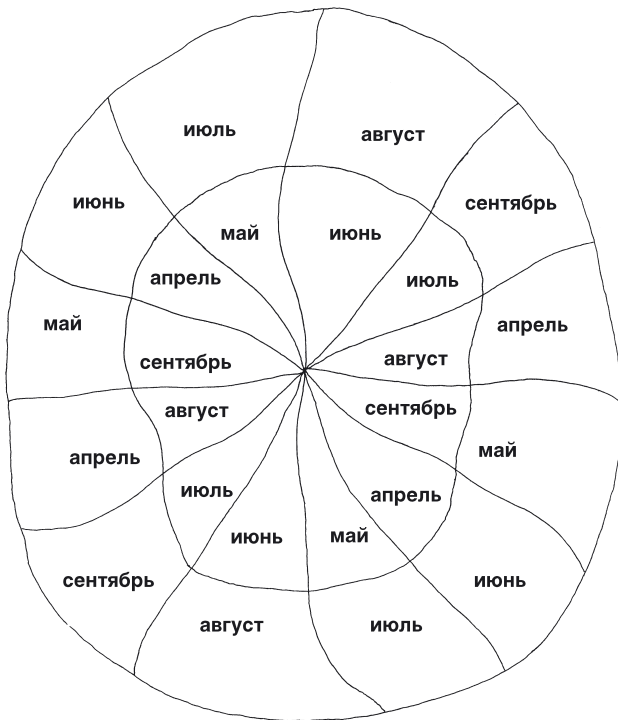 июль
август
июнь
сентябрь
май
июнь
апрель
июль
май
апрель
сентябрь
август
август
сентябрь
май
апрель
июль
апрель
июнь
май
сентябрь
июнь
август
июль